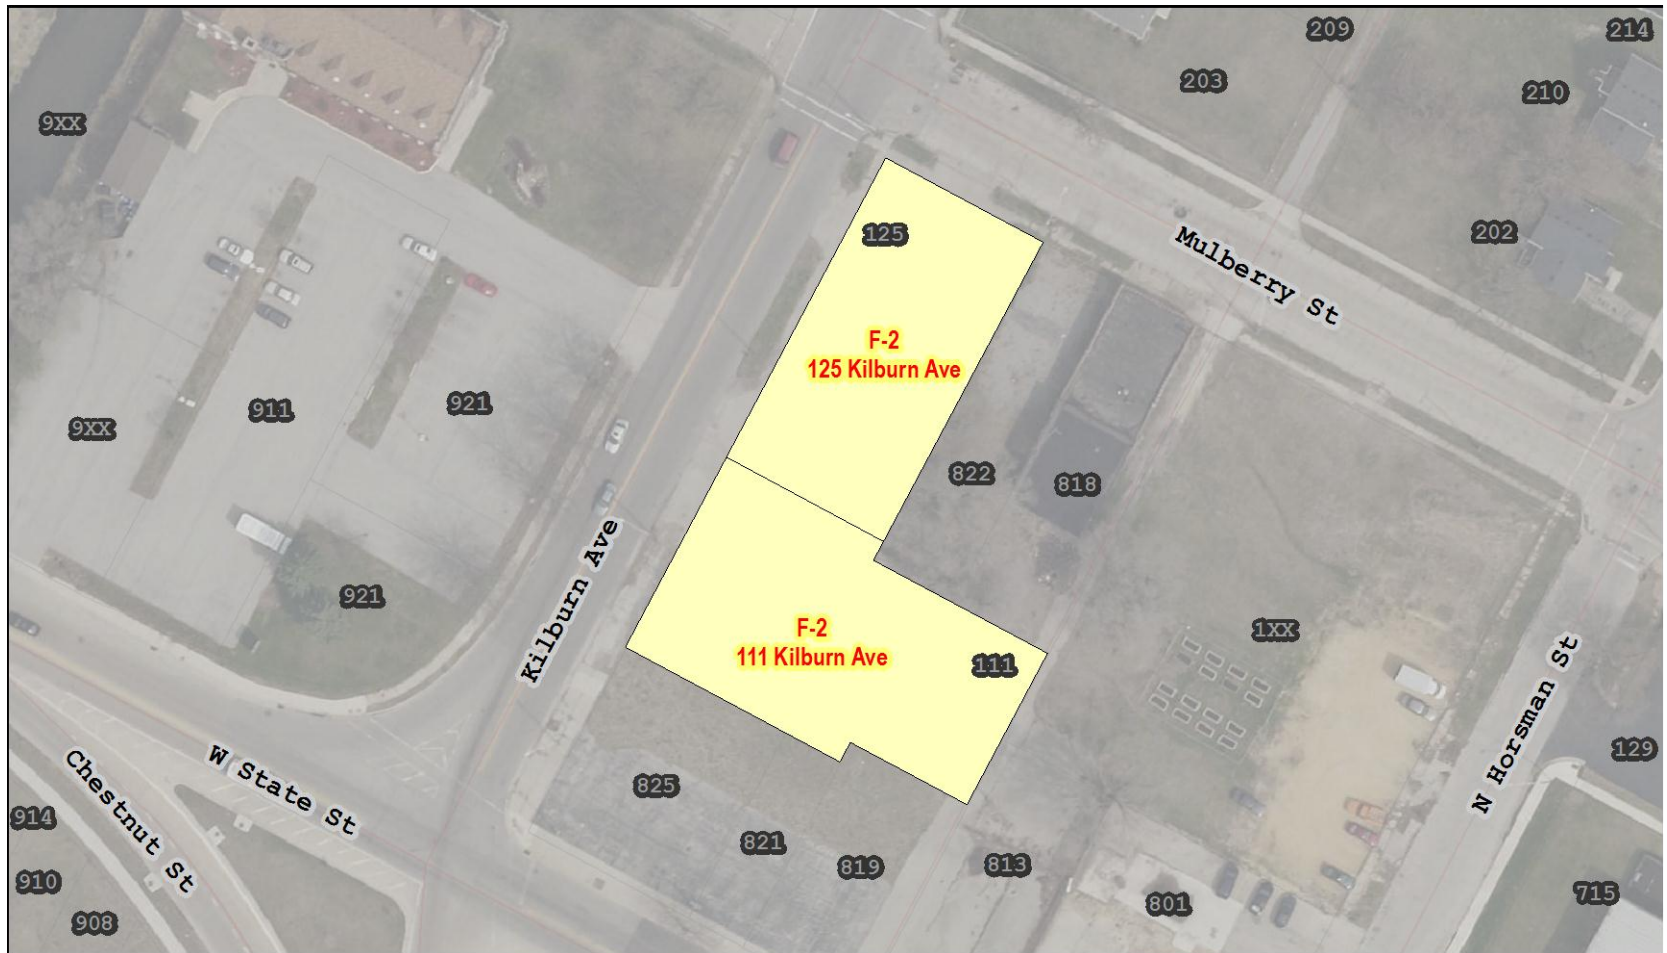 209
214
203
210
9XX
125
202
Mulberry St
F-2
125 Kilburn Ave
911
921
9XX
822
818
Kilburn Ave
921
F-2
111 Kilburn Ave
111
1XX
N Horsman St
129
W State St
Chestnut St
825
914
821
819
813
910
801
715
908